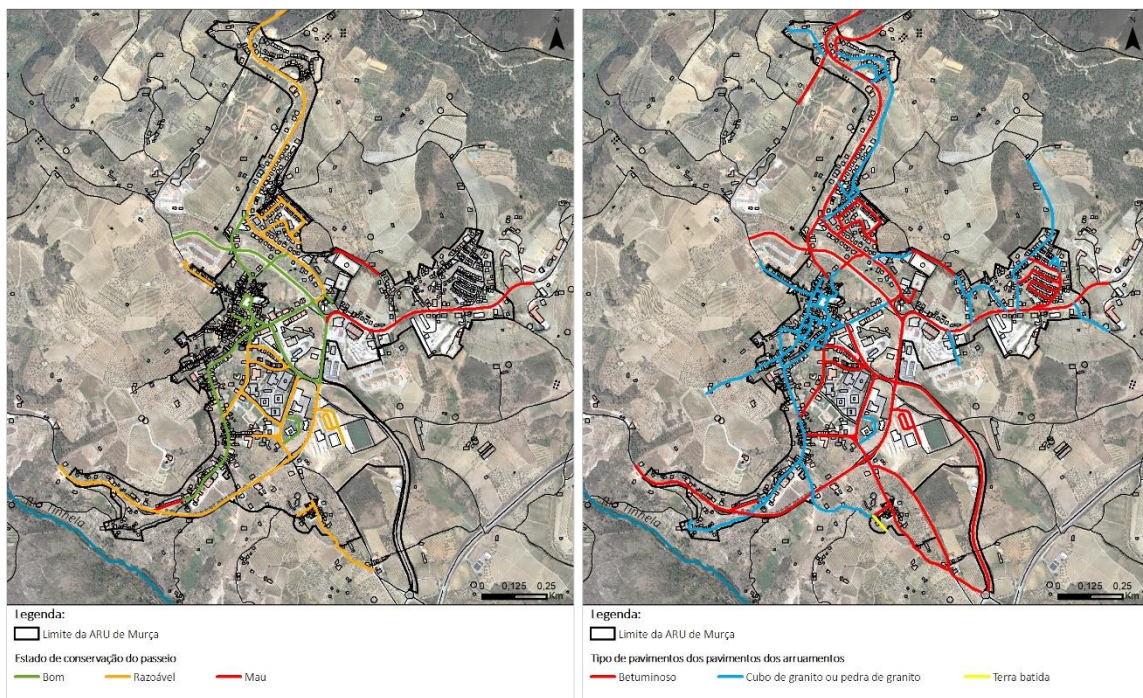 N
Rio Tinhela
0 0,125 0,25
Km
Legenda:
Limite da ARU de Murça
Estado de conservação do passeio
Bom Razoável Mau
N
Rio Tinhela
0 0,125 0,25
Km
Legenda:
Limite da ARU de Murça
Tipo de pavimentos dos pavimentos dos arruamentos
Betuminoso Cubo de granito ou pedra de granito Terra batida